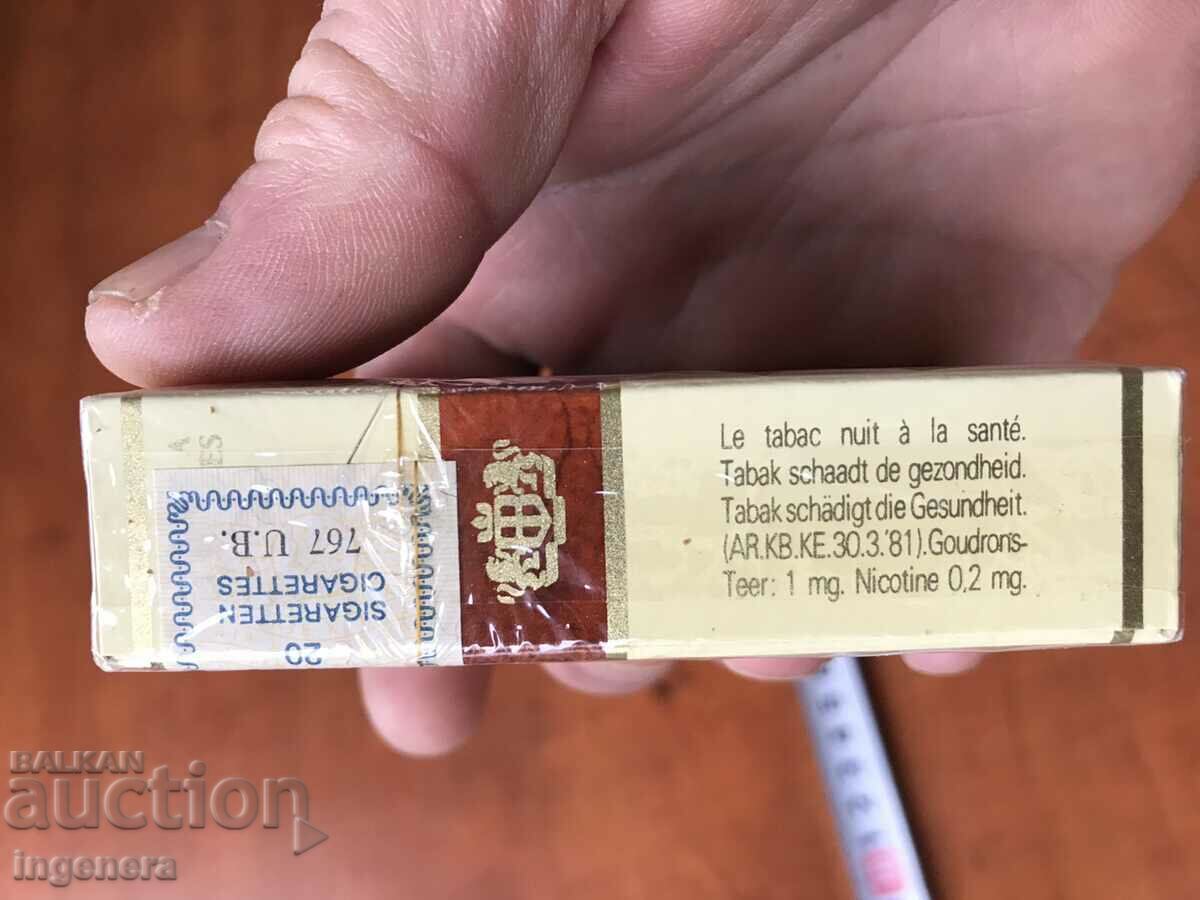 Le tabac nuit à la santé.
Tabak schaadt de gezondheid.
Tabak schädigt die Gesundheit.
(AR.KB.KE.30.3.'81).Goudrons-
Teer: 1 mg. Nicotine 0,2 mg.
20
SIGARETTEN
CIGARETTES
767 U.B.
A
ES
BALKAN
auction
ingenera